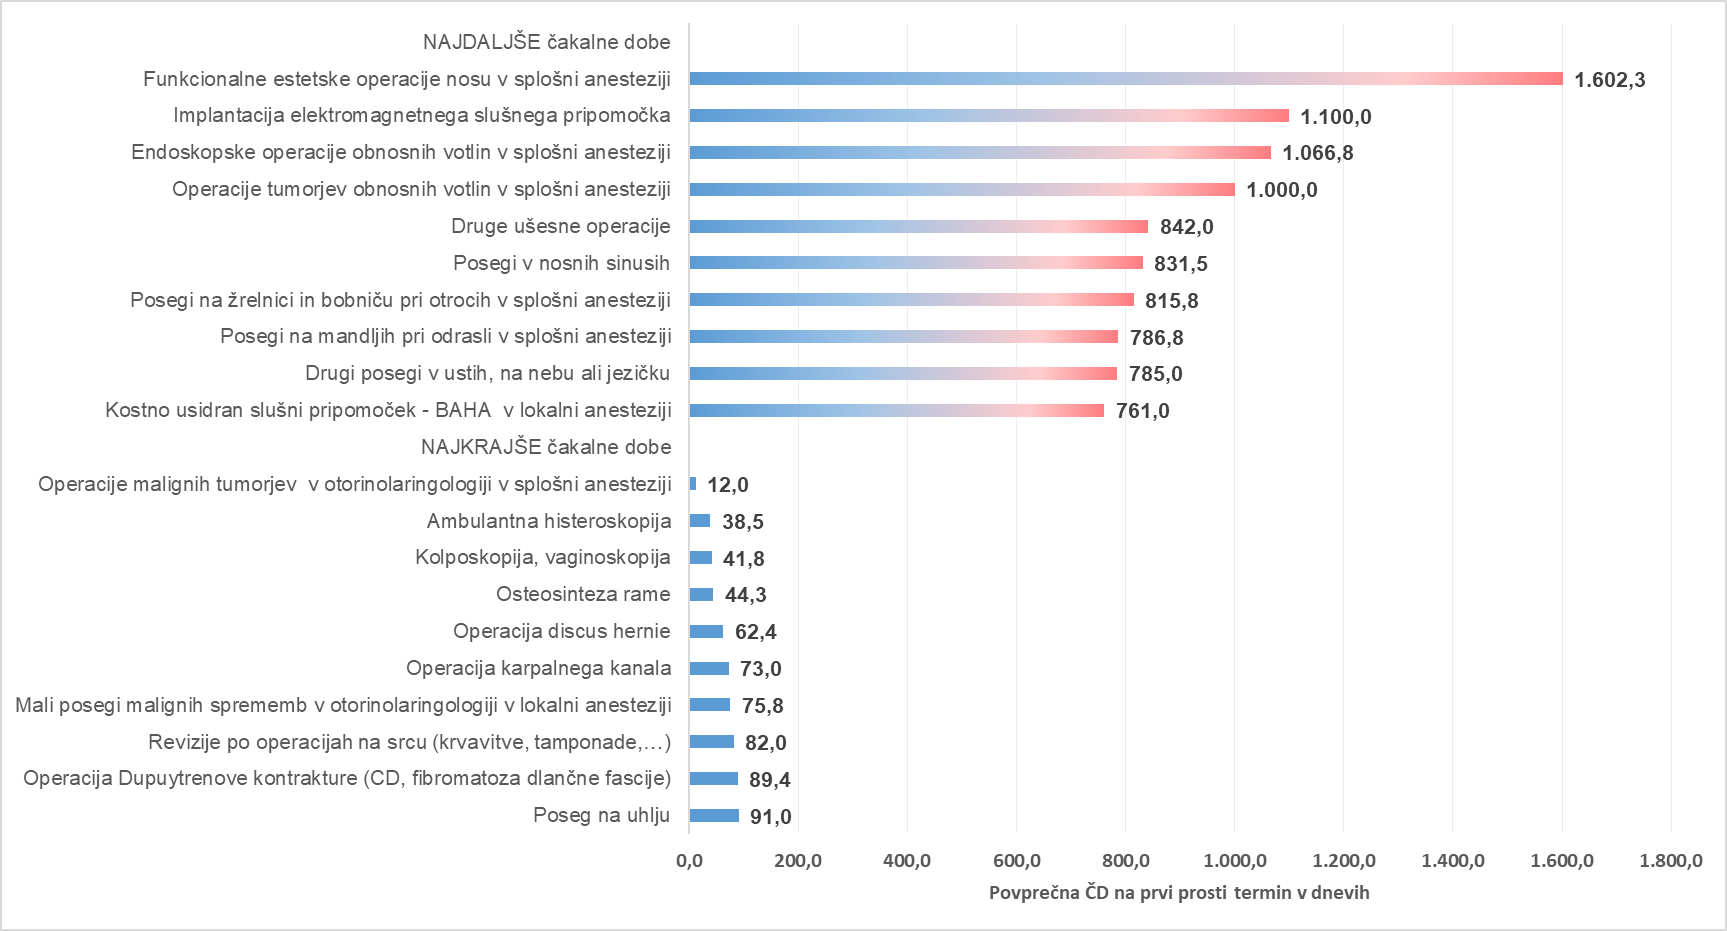 NAJDALJŠE čakalne dobe
Funkcionalne estetske operacije nosu v splošni anesteziji 1.602,3
Implantacija elektromagnetnega slušnega pripomočka 1.100,0
Endoskopske operacije obnosnih votlin v splošni anesteziji 1.066,8
Operacije tumorjev obnosnih votlin v splošni anesteziji 1.000,0
Druge ušesne operacije 842,0
Posegi v nosnih sinusih 831,5
Posegi na žrelnici in bobniču pri otrocih v splošni anesteziji 815,8
Posegi na mandljih pri odrasli v splošni anesteziji 786,8
Drugi posegi v ustih, na nebu ali jezičku 785,0
Kostno usidran slušni pripomoček - BAHA  v lokalni anesteziji 761,0
NAJKRAJŠE čakalne dobe
Operacije malignih tumorjev  v otorinolaringologiji v splošni anesteziji 12,0
Ambulantna histeroskopija 38,5
Kolposkopija, vaginoskopija 41,8
Osteosinteza rame 44,3
Operacija discus hernie 62,4
Operacija karpalnega kanala 73,0
Mali posegi malignih sprememb v otorinolaringologiji v lokalni anesteziji 75,8
Revizije po operacijah na srcu (krvavitve, tamponade,…) 82,0
Operacija Dupuytrenove kontrakture (CD, fibromatoza dlančne fascije) 89,4
Poseg na uhlju 91,0
0,0 200,0 400,0 600,0 800,0 1.000,0 1.200,0 1.400,0 1.600,0 1.800,0
Povprečna ČD na prvi prosti termin v dnevih